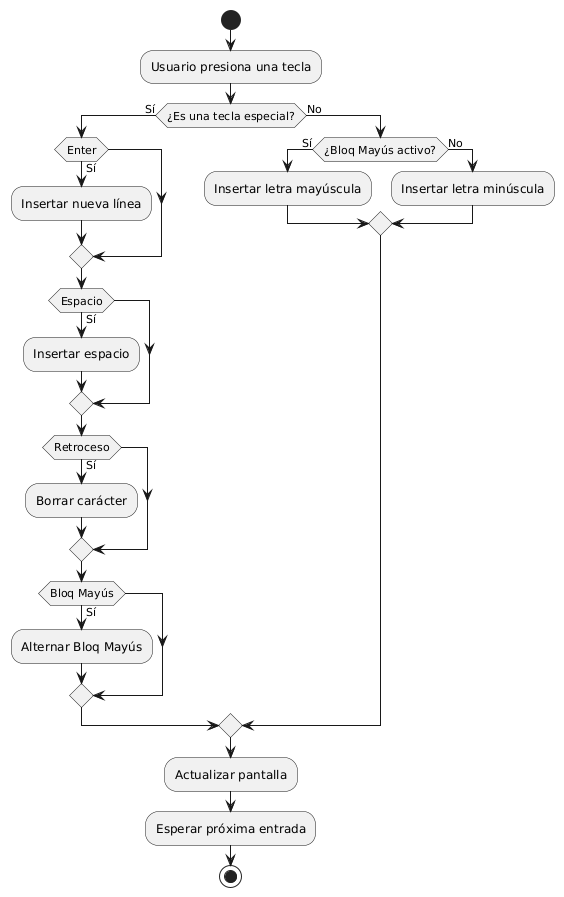 Usuario presiona una tecla
¿Es una tecla especial?
Sí
No
Enter
Sí
Insertar nueva línea
Espacio
Sí
Insertar espacio
Retroceso
Sí
Borrar carácter
Bloq Mayús
Sí
Alternar Bloq Mayús
¿Bloq Mayús activo?
Sí
No
Insertar letra mayúscula
Insertar letra minúscula
Actualizar pantalla
Esperar próxima entrada